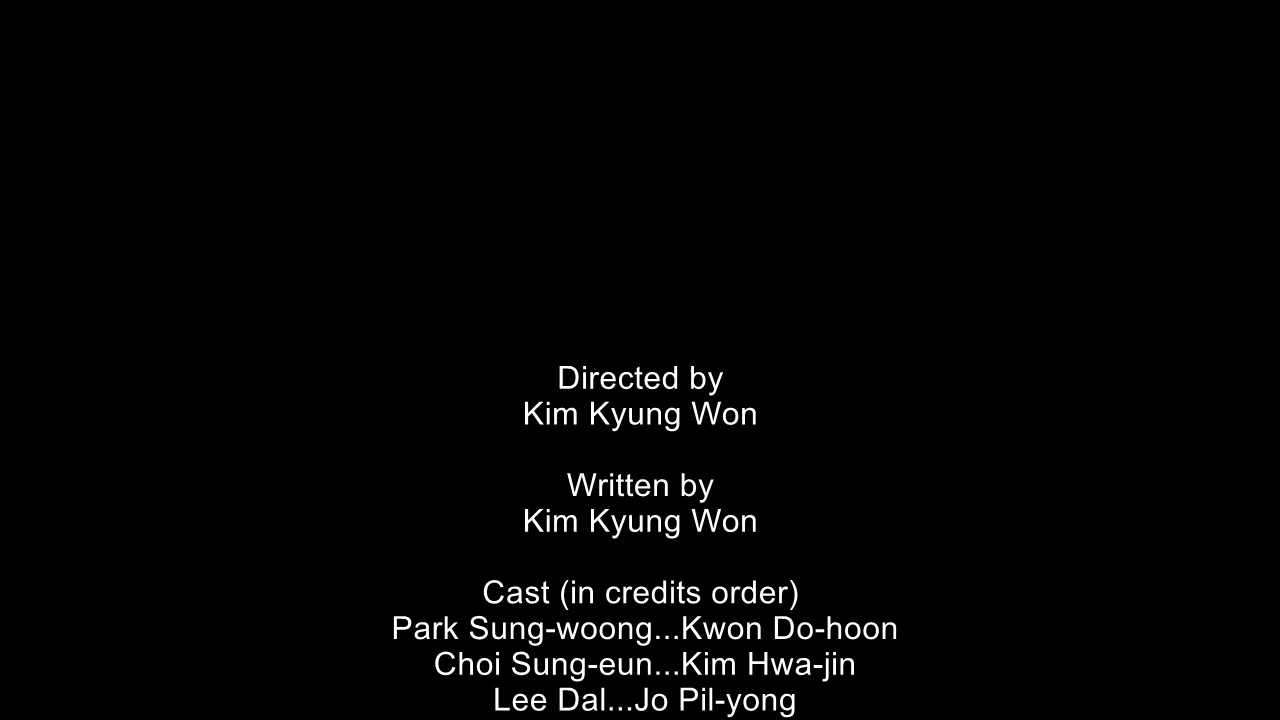 Directed by
Kim Kyung Won
Written by
Kim Kyung Won
Cast (in credits order)
Park Sung-woong...Kwon Do-hoon
Choi Sung-eun...Kim Hwa-jin
Lee Dal...Jo Pil-yong